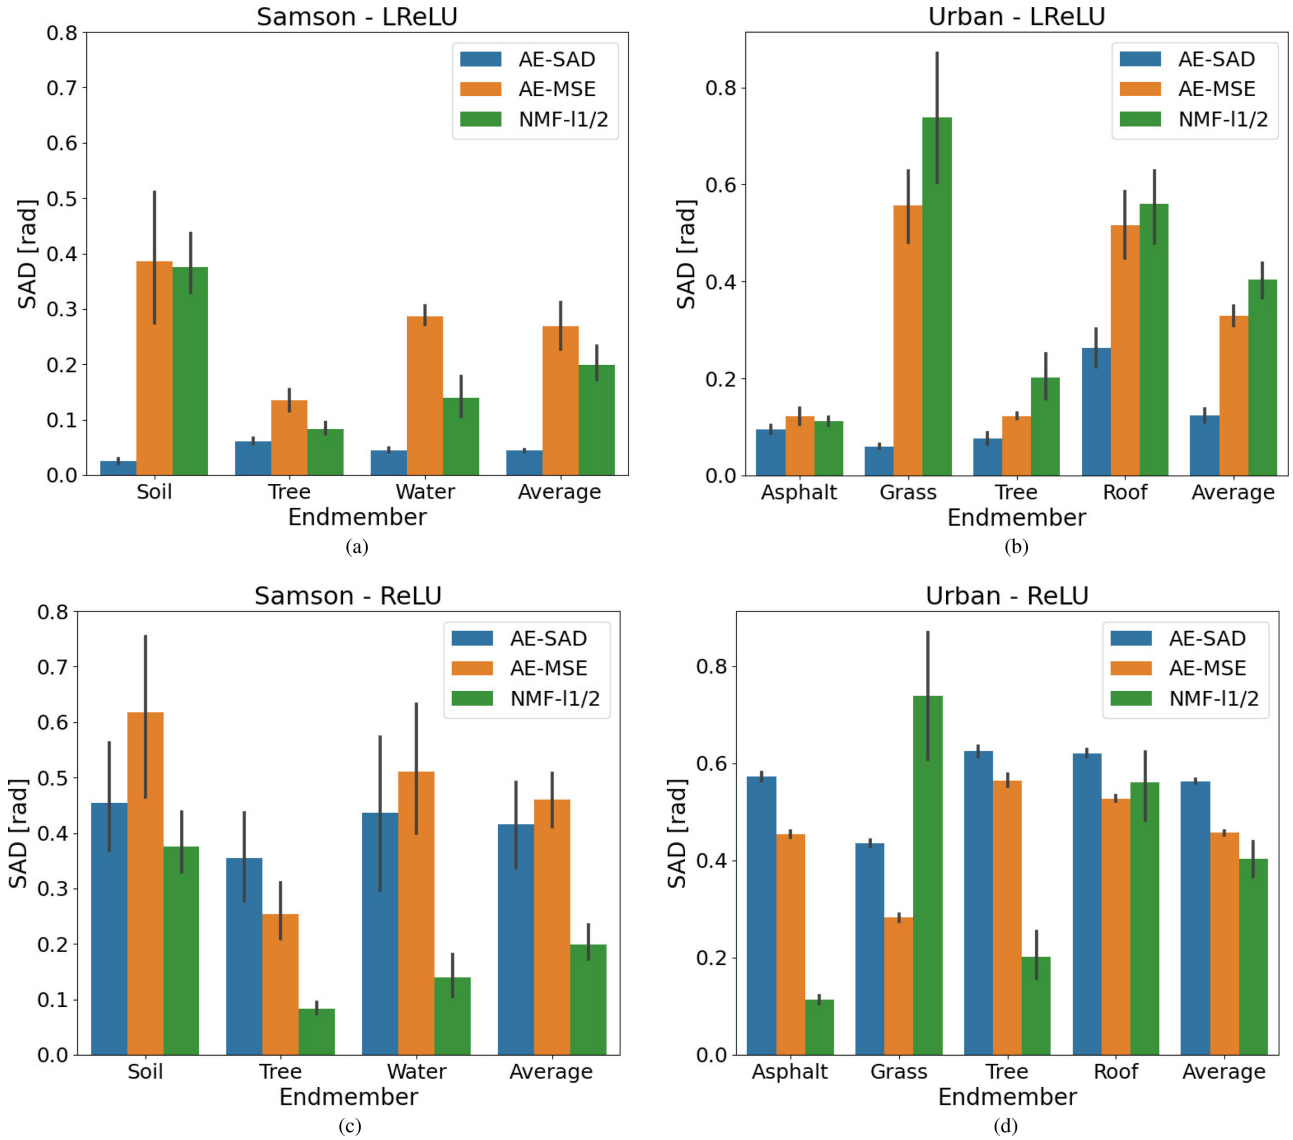 Samson - LReLU
0.8
0.7
0.6
0.5
0.4
0.3
0.2
0.1
0.0
SAD [rad]
AE-SAD
AE-MSE
NMF-l1/2
Soil Tree Water Average
Endmember
(a)
Urban - LReLU
0.8
0.6
0.4
0.2
0.0
SAD [rad]
AE-SAD
AE-MSE
NMF-l1/2
Asphalt Grass Tree Roof Average
Endmember
(b)
Samson - ReLU
0.8
0.7
0.6
0.5
0.4
0.3
0.2
0.1
0.0
SAD [rad]
AE-SAD
AE-MSE
NMF-l1/2
Soil Tree Water Average
Endmember
(c)
Urban - ReLU
0.8
0.6
0.4
0.2
0.0
SAD [rad]
AE-SAD
AE-MSE
NMF-l1/2
Asphalt Grass Tree Roof Average
Endmember
(d)